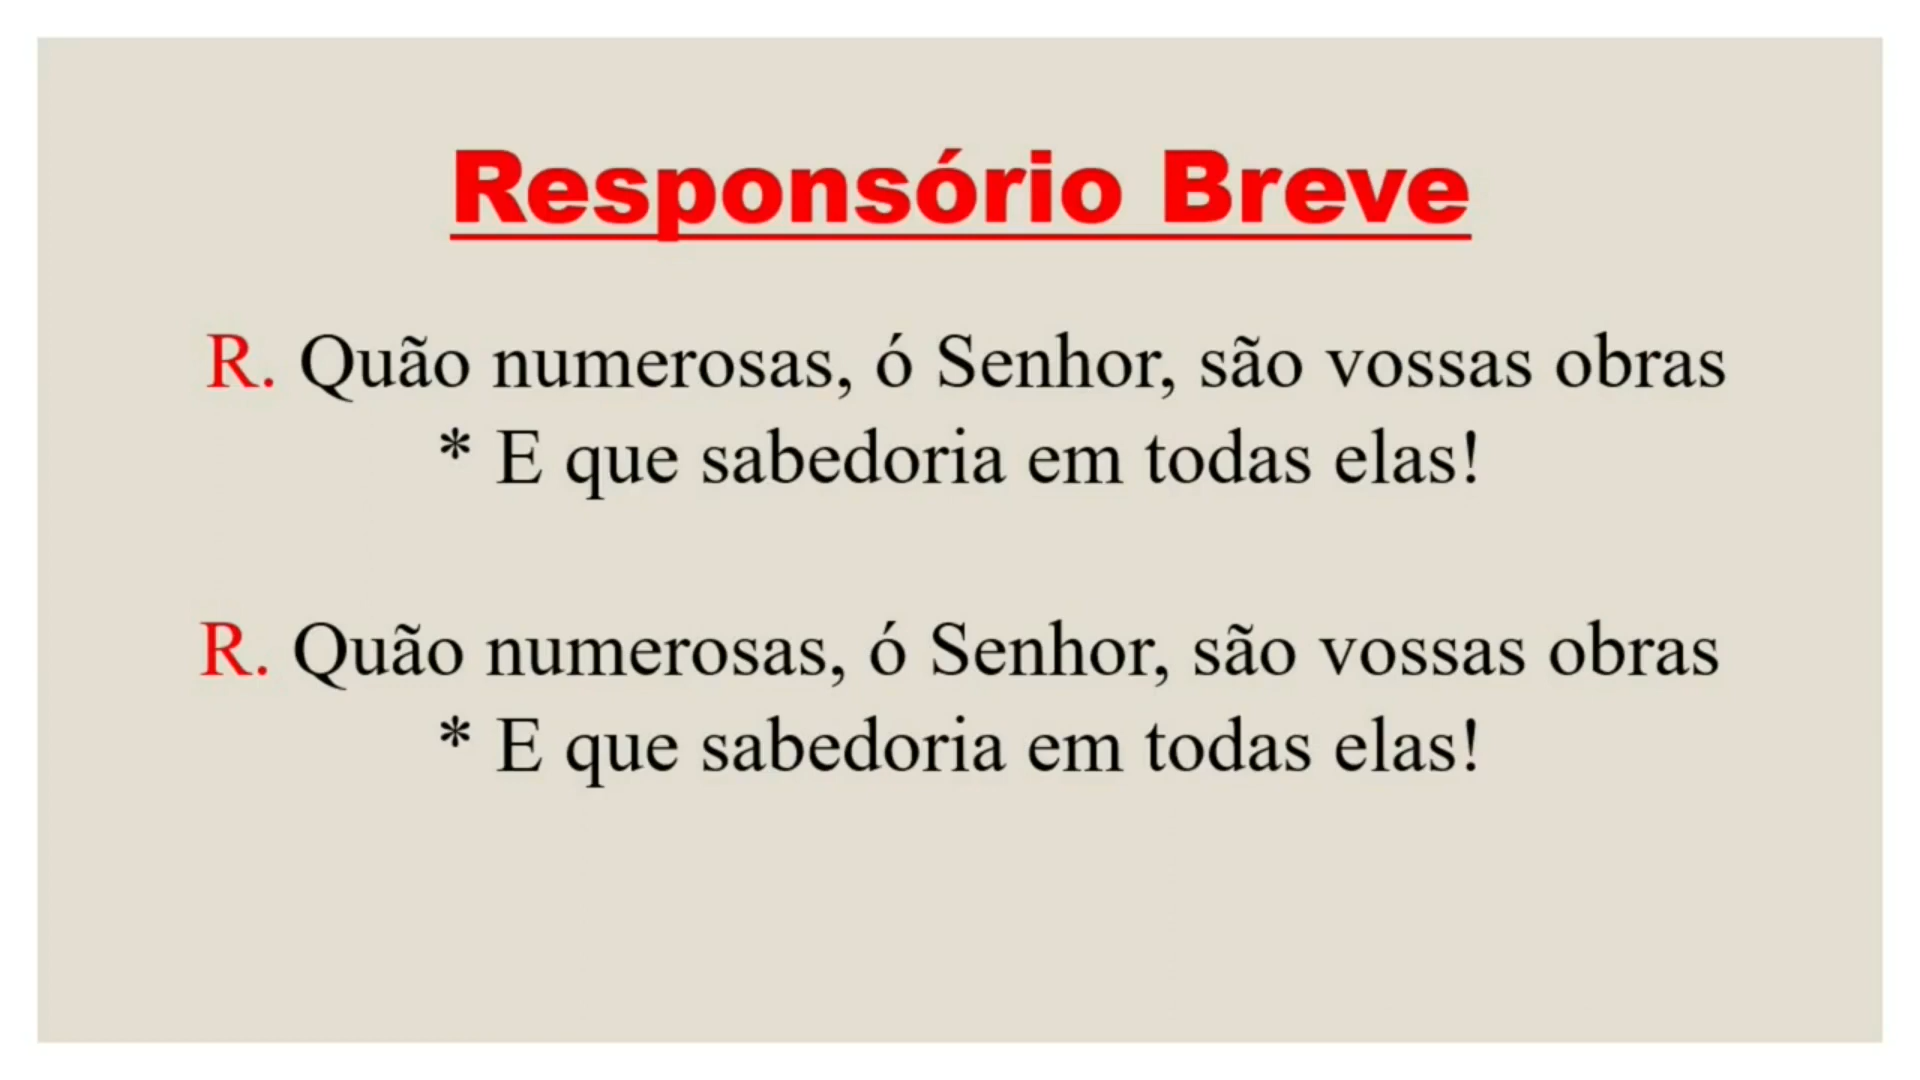 Responsório Breve
R. Quão numerosas, ó Senhor, são vossas obras
* E que sabedoria em todas elas!
R. Quão numerosas, ó Senhor, são vossas obras
* E que sabedoria em todas elas!